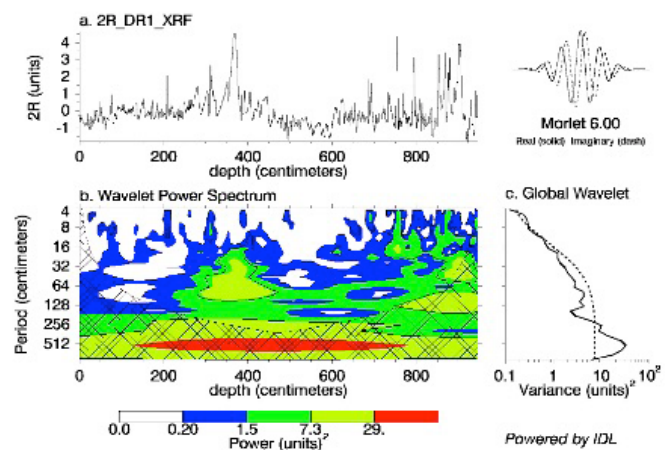 a. 2R_DR1_XRF
2R (units)
4
3
2
1
0
-1
0 200 400 600 800
depth (centimeters)
Morlet 6.00
Real (solid) Imaginary (dash)
b. Wavelet Power Spectrum
Period (centimeters)
4
8
16
32
64
128
256
512
0 200 400 600 800
depth (centimeters)
0.0 0.20 1.5 7.3 29.
Power (units)²
c. Global Wavelet
0.1 1 10 10²
Variance (units)²
Powered by IDL